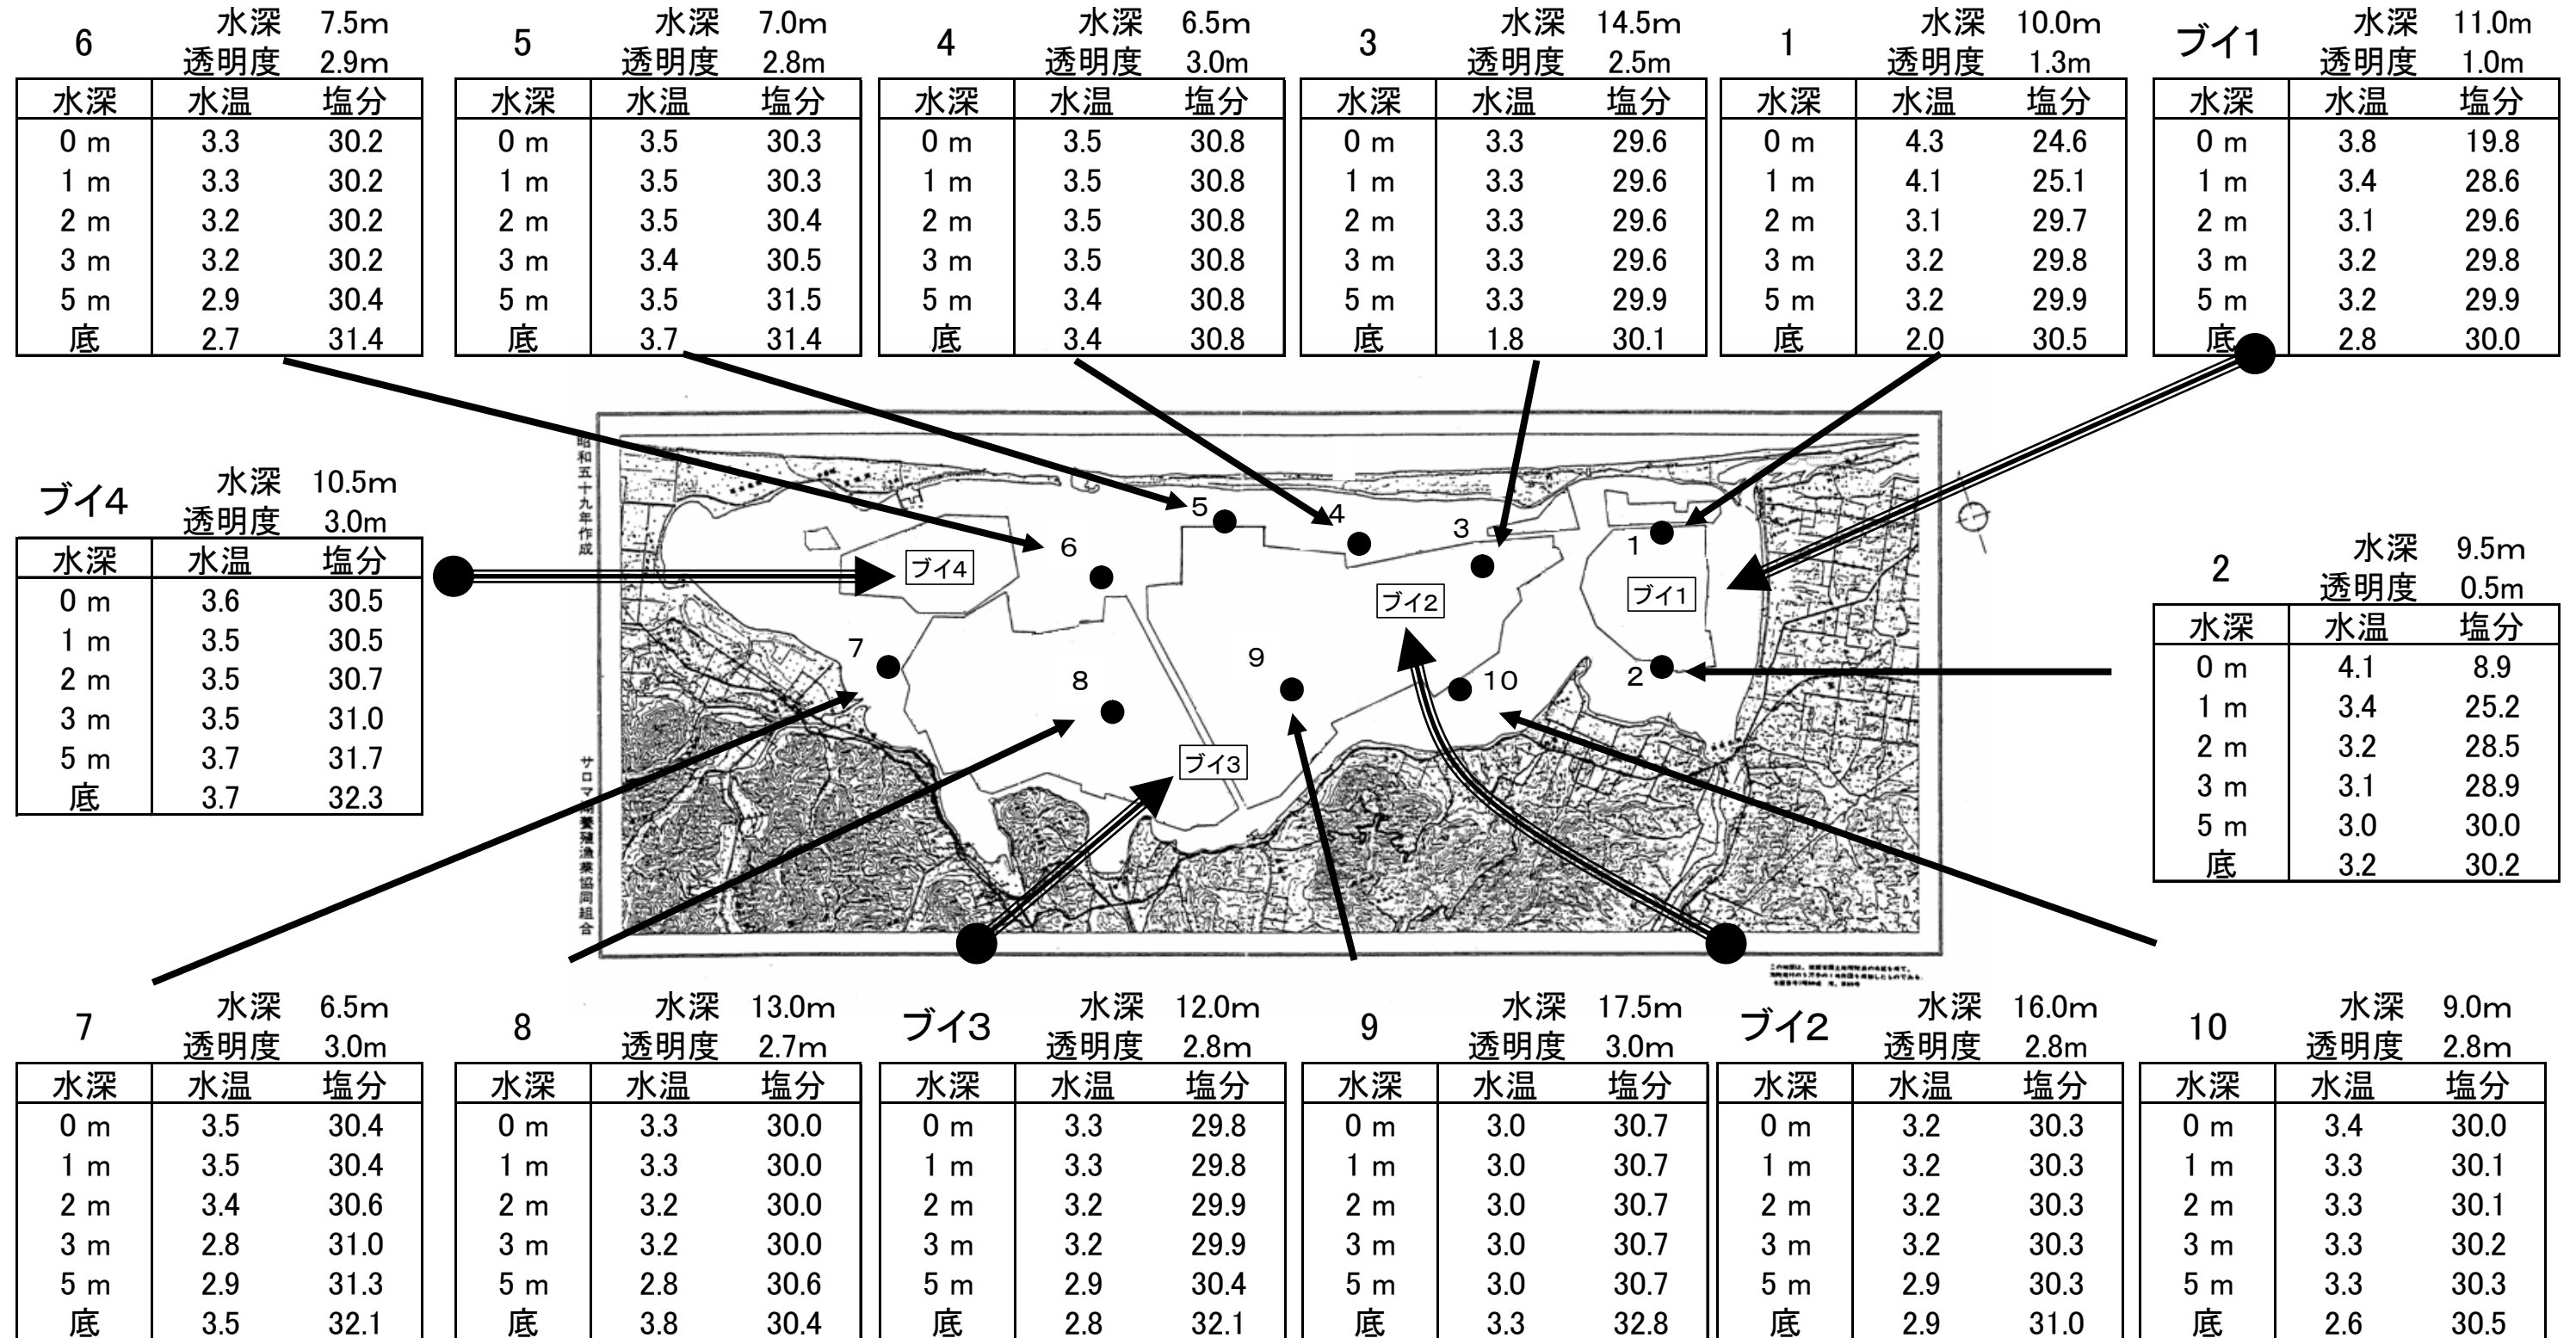 6 水深 7.5m
透明度 2.9m
水深 水温 塩分
0 m 3.3 30.2
1 m 3.3 30.2
2 m 3.2 30.2
3 m 3.2 30.2
5 m 2.9 30.4
底 2.7 31.4
5 水深 7.0m
透明度 2.8m
水深 水温 塩分
0 m 3.5 30.3
1 m 3.5 30.3
2 m 3.5 30.4
3 m 3.4 30.5
5 m 3.5 31.5
底 3.7 31.4
4 水深 6.5m
透明度 3.0m
水深 水温 塩分
0 m 3.5 30.8
1 m 3.5 30.8
2 m 3.5 30.8
3 m 3.5 30.8
5 m 3.4 30.8
底 3.4 30.8
3 水深 14.5m
透明度 2.5m
水深 水温 塩分
0 m 3.3 29.6
1 m 3.3 29.6
2 m 3.3 29.6
3 m 3.3 29.6
5 m 3.3 29.9
底 1.8 30.1
1 水深 10.0m
透明度 1.3m
水深 水温 塩分
0 m 4.3 24.6
1 m 4.1 25.1
2 m 3.1 29.7
3 m 3.2 29.8
5 m 3.2 29.9
底 2.0 30.5
ブイ1 水深 11.0m
透明度 1.0m
水深 水温 塩分
0 m 3.8 19.8
1 m 3.4 28.6
2 m 3.1 29.6
3 m 3.2 29.8
5 m 3.2 29.9
底 2.8 30.0
ブイ4 水深 10.5m
透明度 3.0m
水深 水温 塩分
0 m 3.6 30.5
1 m 3.5 30.5
2 m 3.5 30.7
3 m 3.5 31.0
5 m 3.7 31.7
底 3.7 32.3
昭和五十九年作成
サロマ湖養殖漁業協同組合
5
4
3
6
1
ブイ4
ブイ2
ブイ1
7
8
9
10
2
ブイ3
2 水深 9.5m
透明度 0.5m
水深 水温 塩分
0 m 4.1 8.9
1 m 3.4 25.2
2 m 3.2 28.5
3 m 3.1 28.9
5 m 3.0 30.0
底 3.2 30.2
7 水深 6.5m
透明度 3.0m
水深 水温 塩分
0 m 3.5 30.4
1 m 3.5 30.4
2 m 3.4 30.6
3 m 2.8 31.0
5 m 2.9 31.3
底 3.5 32.1
8 水深 13.0m
透明度 2.7m
水深 水温 塩分
0 m 3.3 30.0
1 m 3.3 30.0
2 m 3.2 30.0
3 m 3.2 30.0
5 m 2.8 30.6
底 3.8 30.4
ブイ3 水深 12.0m
透明度 2.8m
水深 水温 塩分
0 m 3.3 29.8
1 m 3.3 29.8
2 m 3.2 29.9
3 m 3.2 29.9
5 m 2.9 30.4
底 2.8 32.1
9 水深 17.5m
透明度 3.0m
水深 水温 塩分
0 m 3.0 30.7
1 m 3.0 30.7
2 m 3.0 30.7
3 m 3.0 30.7
5 m 3.0 30.7
底 3.3 32.8
ブイ2 水深 16.0m
透明度 2.8m
水深 水温 塩分
0 m 3.2 30.3
1 m 3.2 30.3
2 m 3.2 30.3
3 m 3.2 30.3
5 m 2.9 30.3
底 2.9 31.0
10 水深 9.0m
透明度 2.8m
水深 水温 塩分
0 m 3.4 30.0
1 m 3.3 30.1
2 m 3.3 30.1
3 m 3.3 30.2
5 m 3.3 30.3
底 2.6 30.5